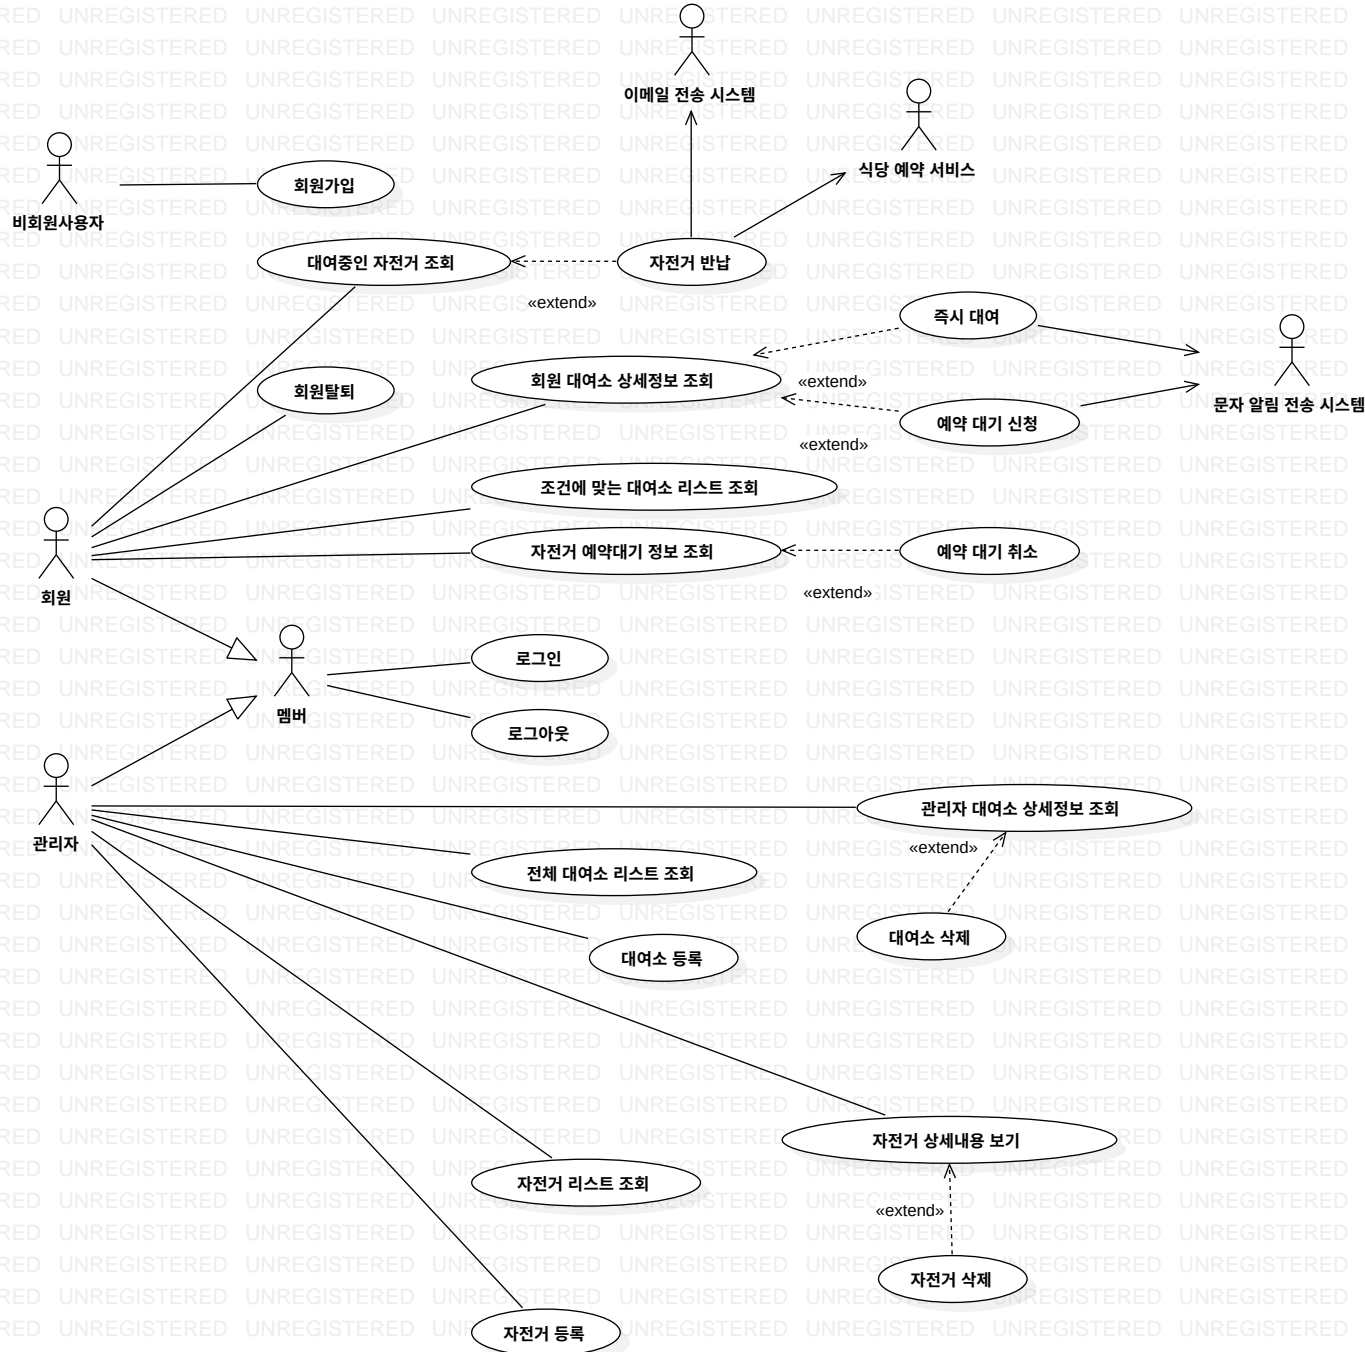 이메일 전송 시스템
식당 예약 서비스
비회원사용자
회원가입
대여중인 자전거 조회
«extend»
자전거 반납
즉시 대여
회원 대여소 상세정보 조회
«extend»
회원탈퇴
문자 알림 전송 시스템
예약 대기 신청
«extend»
조건에 맞는 대여소 리스트 조회
자전거 예약대기 정보 조회
예약 대기 취소
«extend»
회원
로그인
멤버
로그아웃
관리자
관리자 대여소 상세정보 조회
«extend»
전체 대여소 리스트 조회
대여소 삭제
대여소 등록
자전거 상세내용 보기
자전거 리스트 조회
«extend»
자전거 삭제
자전거 등록
UNREGISTERED